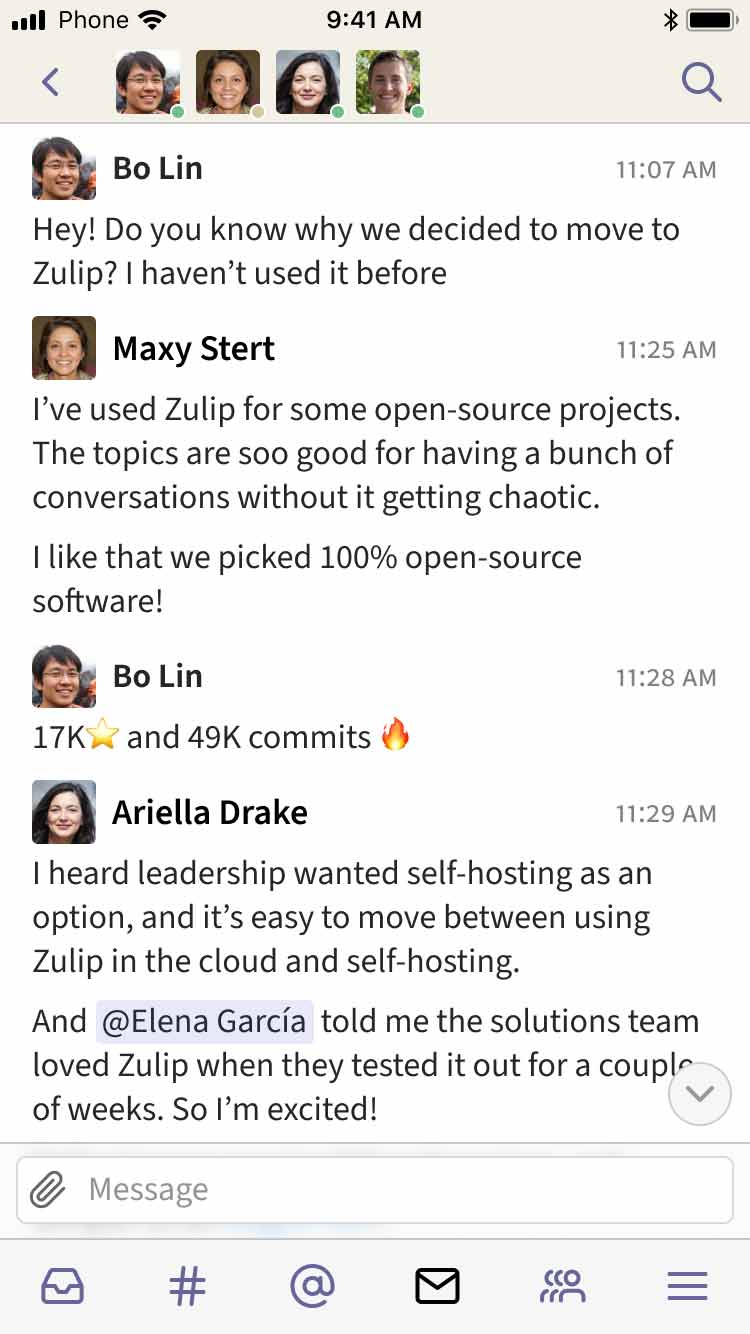 Phone 9:41 AM
Bo Lin 11:07 AM
Hey! Do you know why we decided to move to
Zulip? I haven’t used it before
Maxy Stert 11:25 AM
I’ve used Zulip for some open-source projects.
The topics are soo good for having a bunch of
conversations without it getting chaotic.
I like that we picked 100% open-source
software!
Bo Lin 11:28 AM
17K⭐ and 49K commits 🔥
Ariella Drake 11:29 AM
I heard leadership wanted self-hosting as an
option, and it’s easy to move between using
Zulip in the cloud and self-hosting.
And @Elena García told me the solutions team
loved Zulip when they tested it out for a couple
of weeks. So I’m excited!
Message